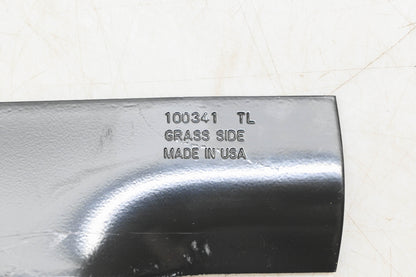 100341 TL
GRASS SIDE
MADE IN USA